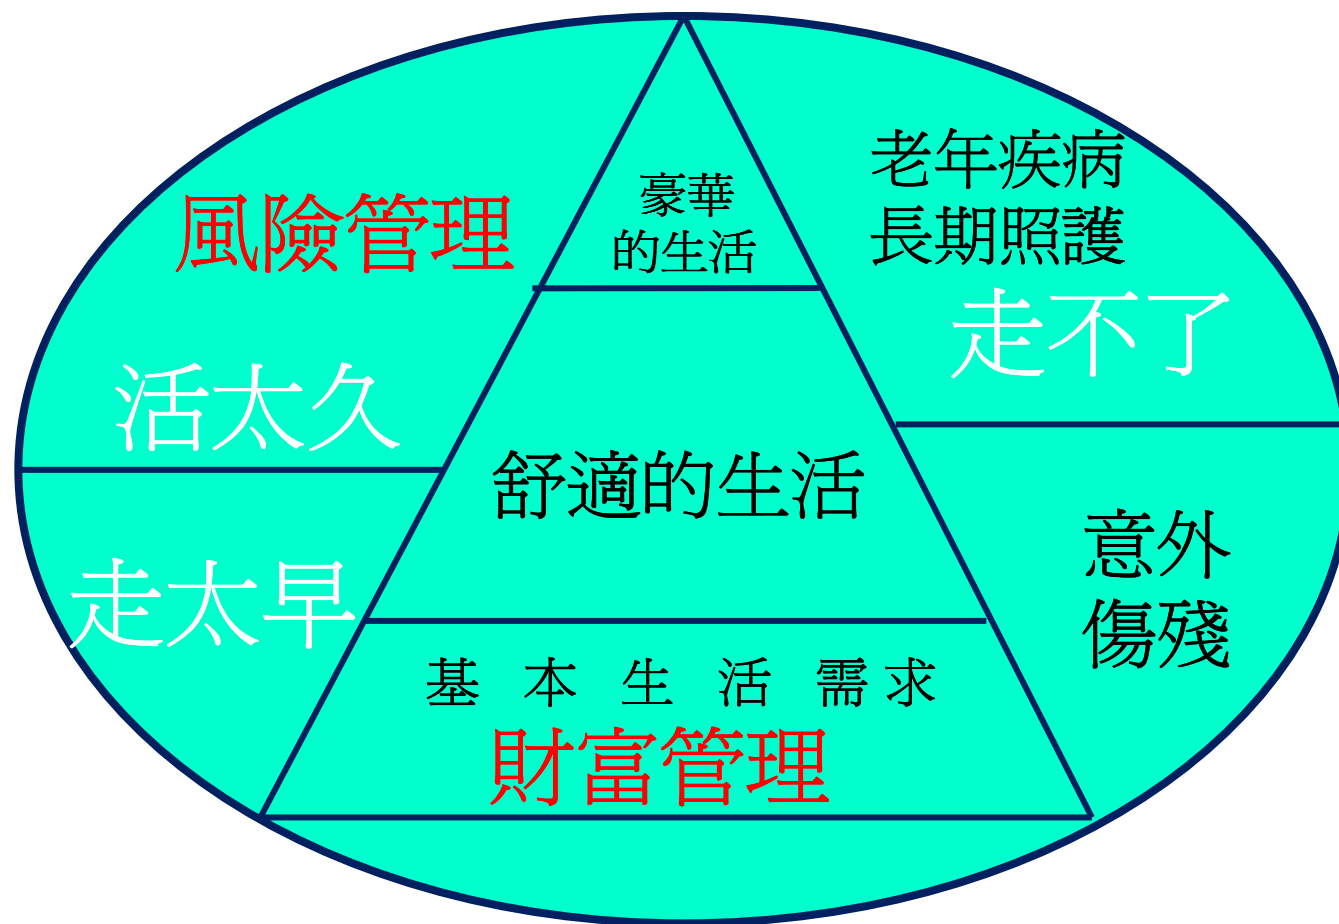 風險管理
活太久
走太早
豪華
的生活
舒適的生活
基 本 生 活 需 求
財富管理
老年疾病
長期照護
走不了
意外
傷殘